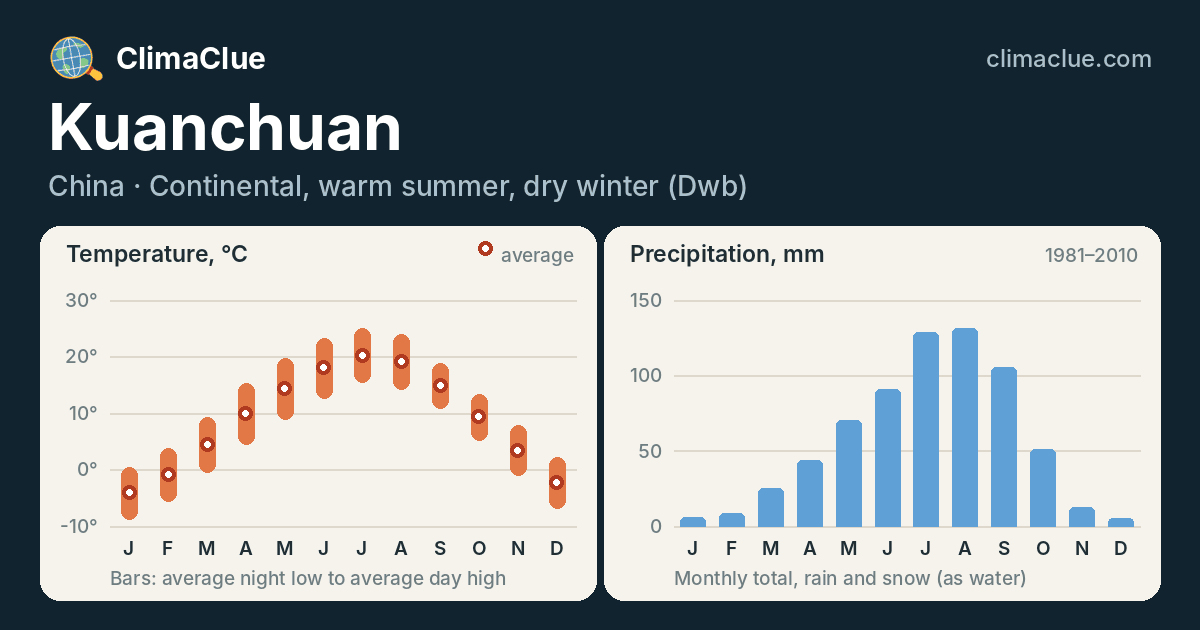 ClimaClue
climaclue.com
Kuanchuan
China · Continental, warm summer, dry winter (Dwb)
Temperature, °C
average
30°
20°
10°
0°
-10°
J F M A M J J A S O N D
Bars: average night low to average day high
Precipitation, mm
1981–2010
150
100
50
0
J F M A M J J A S O N D
Monthly total, rain and snow (as water)